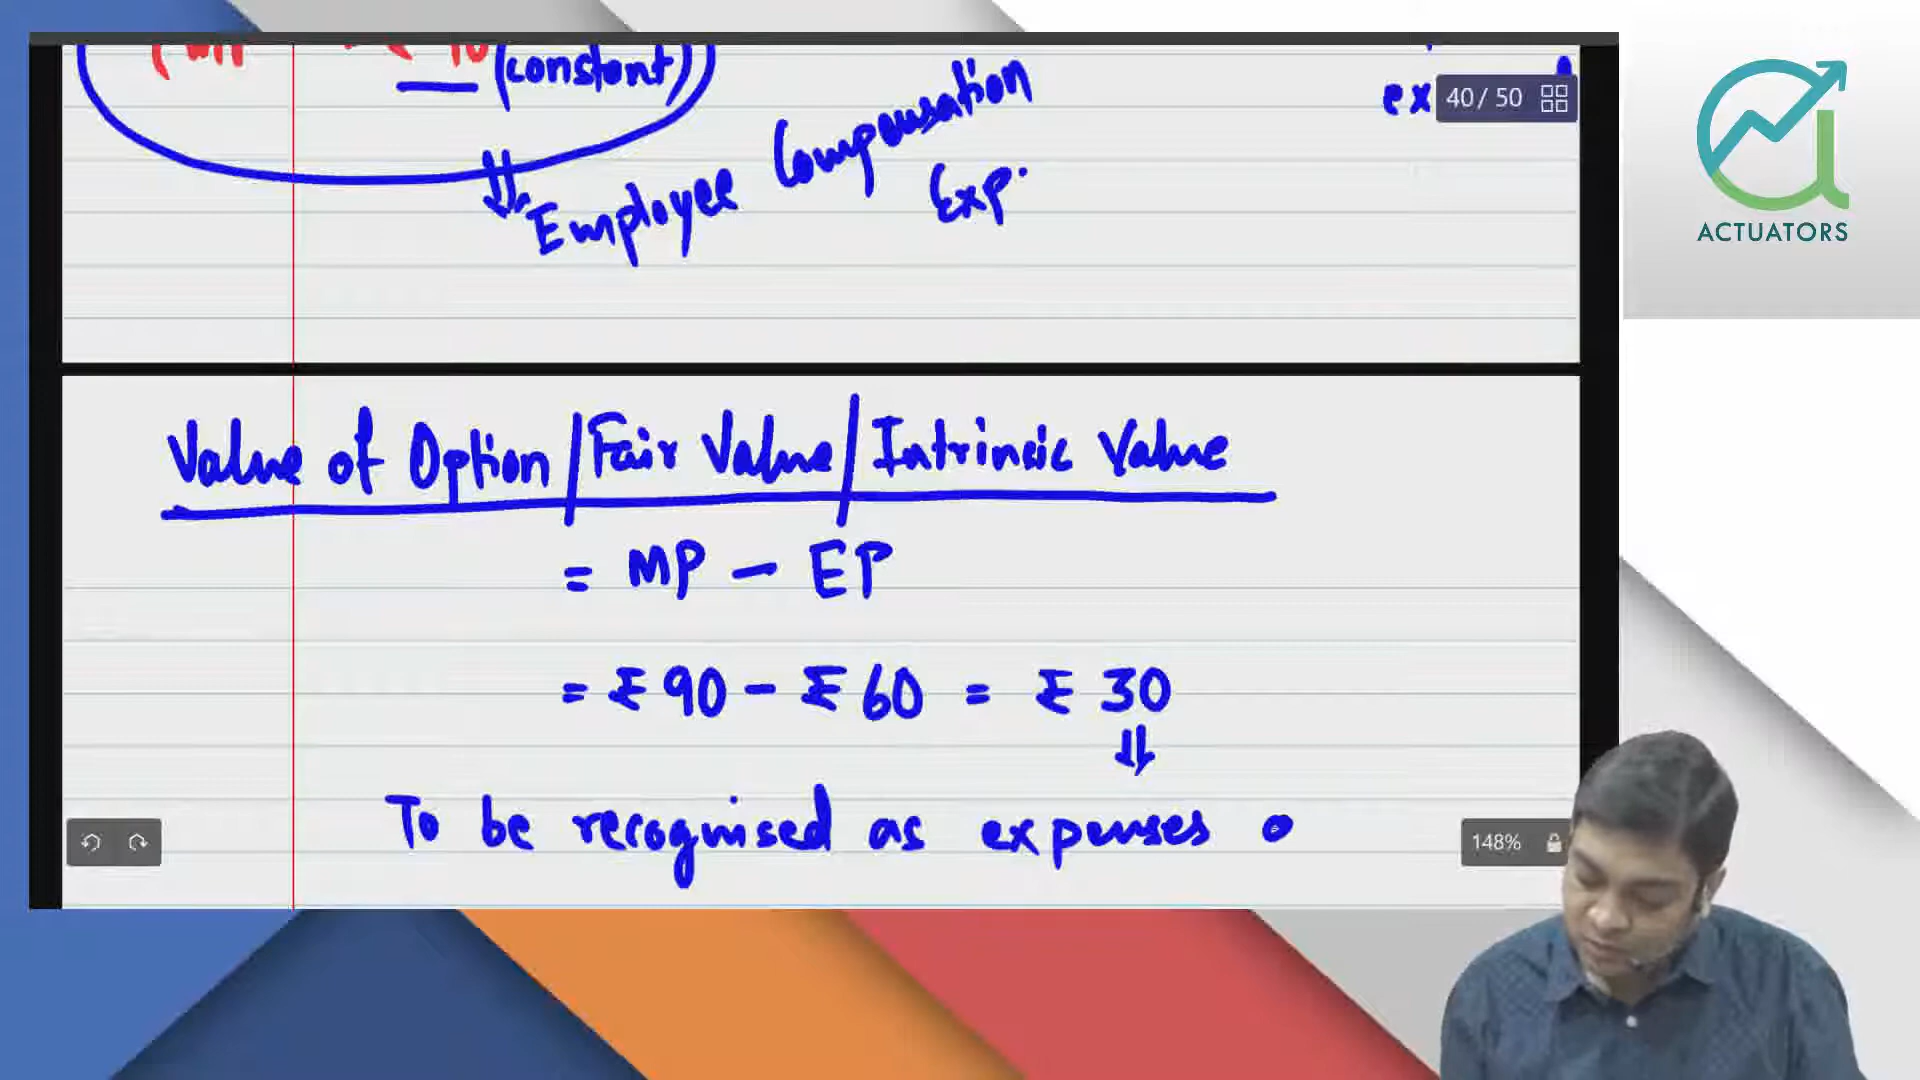 (constant)
Employee Compensation
Exp.
ex
40 / 50
ACTUATORS
Value of Option / Fair Value / Intrinsic Value
= MP - EP
= ₹ 90 - ₹ 60 = ₹ 30
To be recognised as expenses o
148%